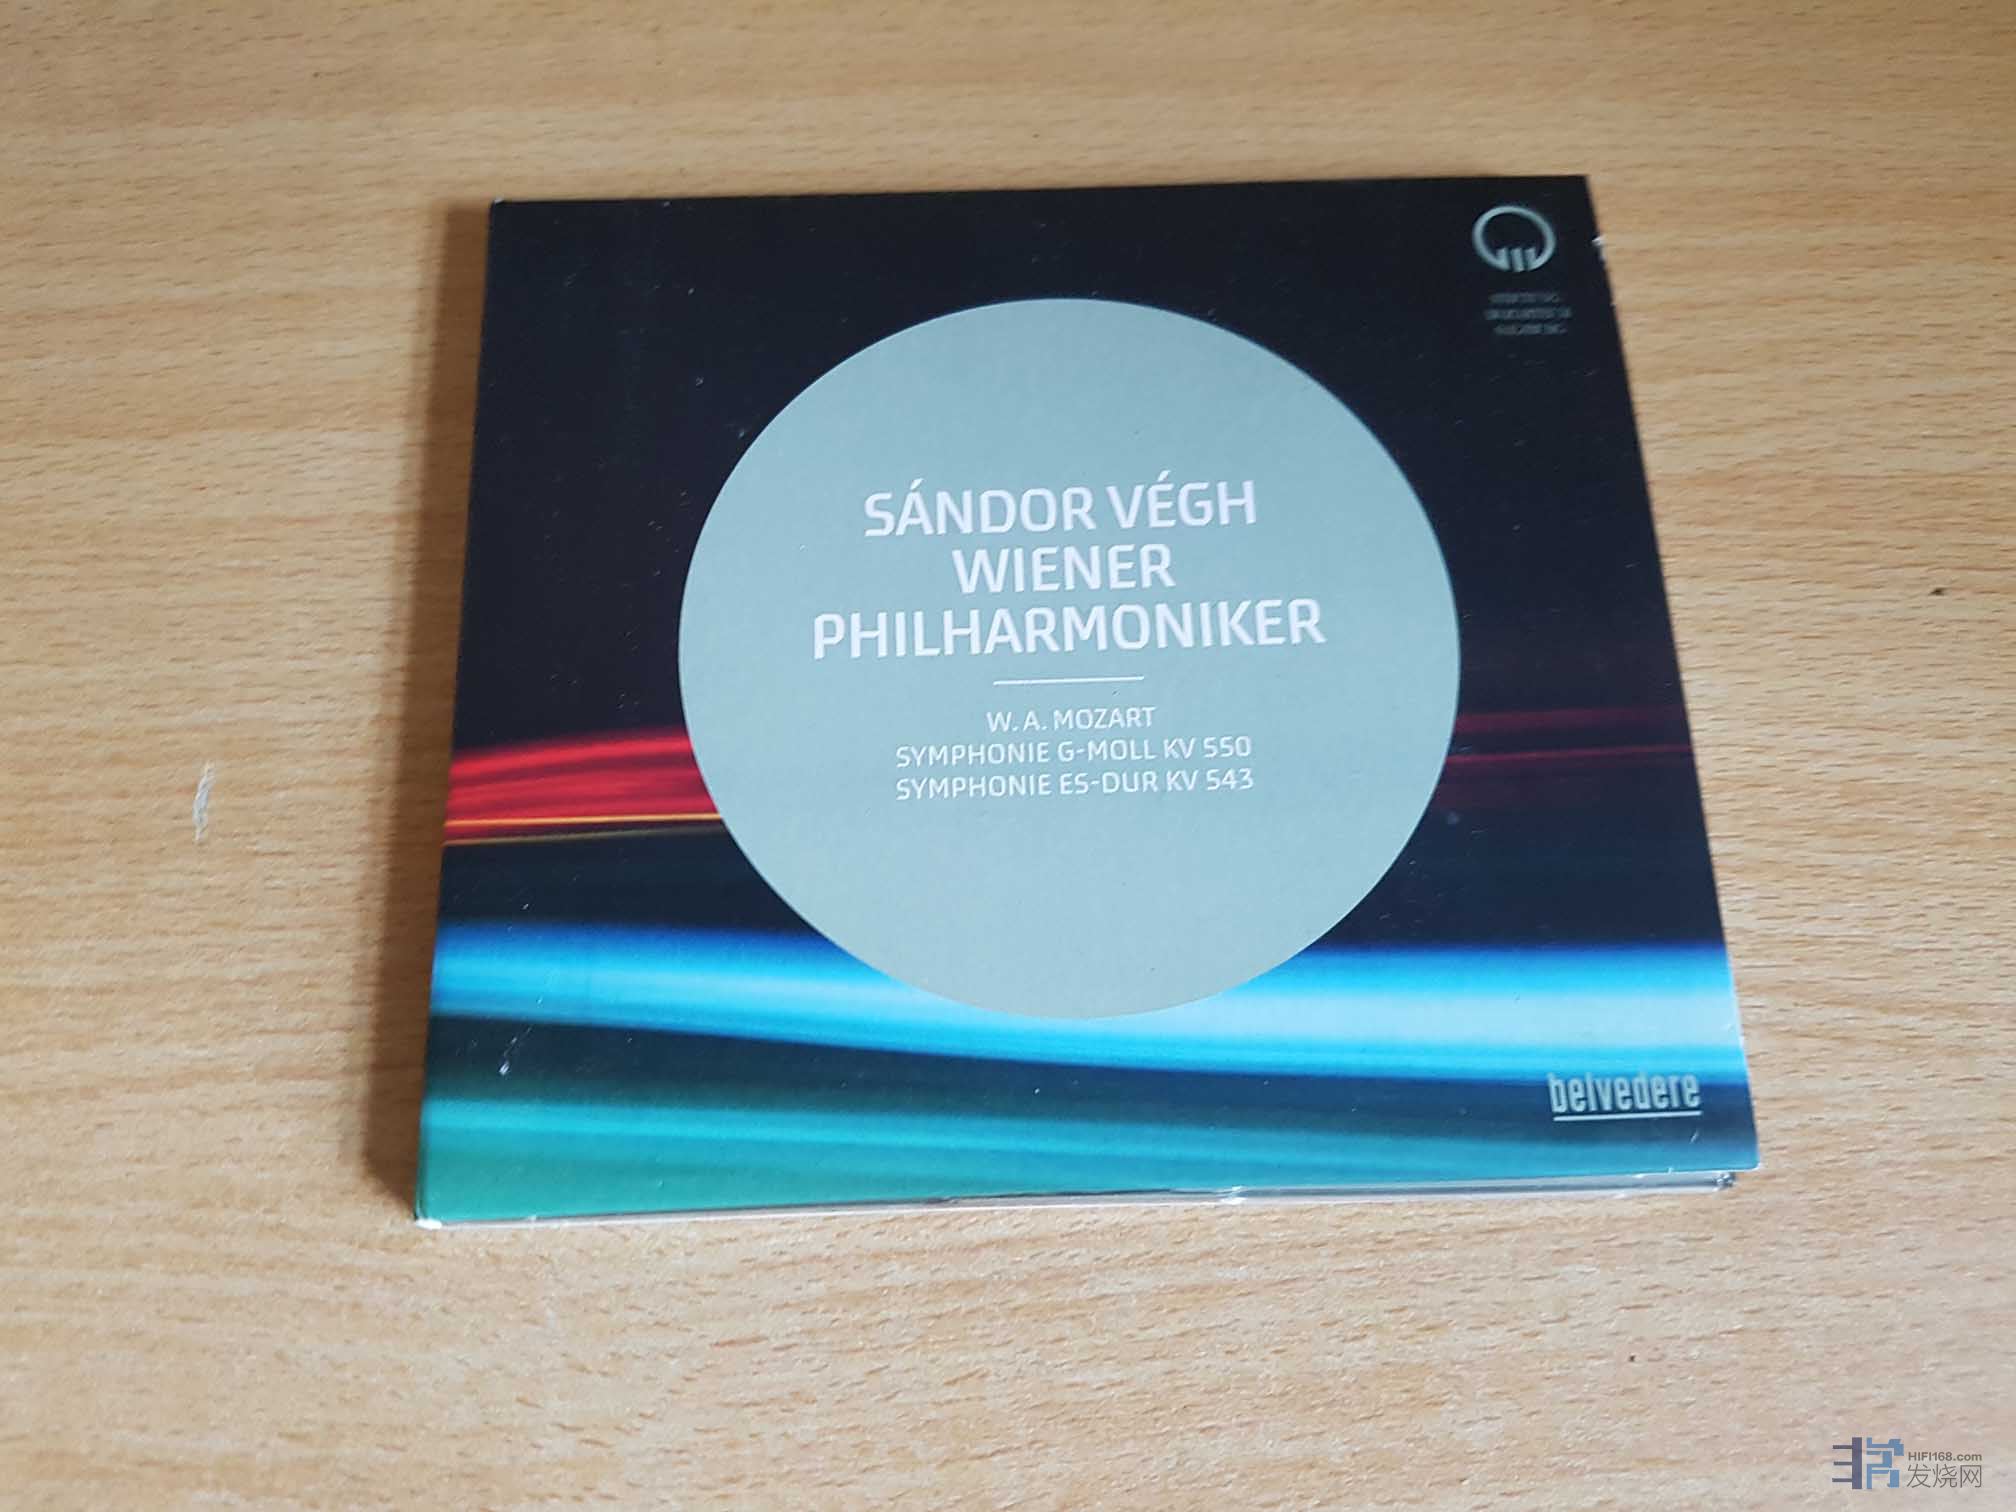 SÁNDOR VÉGH
WIENER
PHILHARMONIKER
W. A. MOZART
SYMPHONIE G-MOLL KV 550
SYMPHONIE ES-DUR KV 543
belvedere
HIFI168.com
发烧网